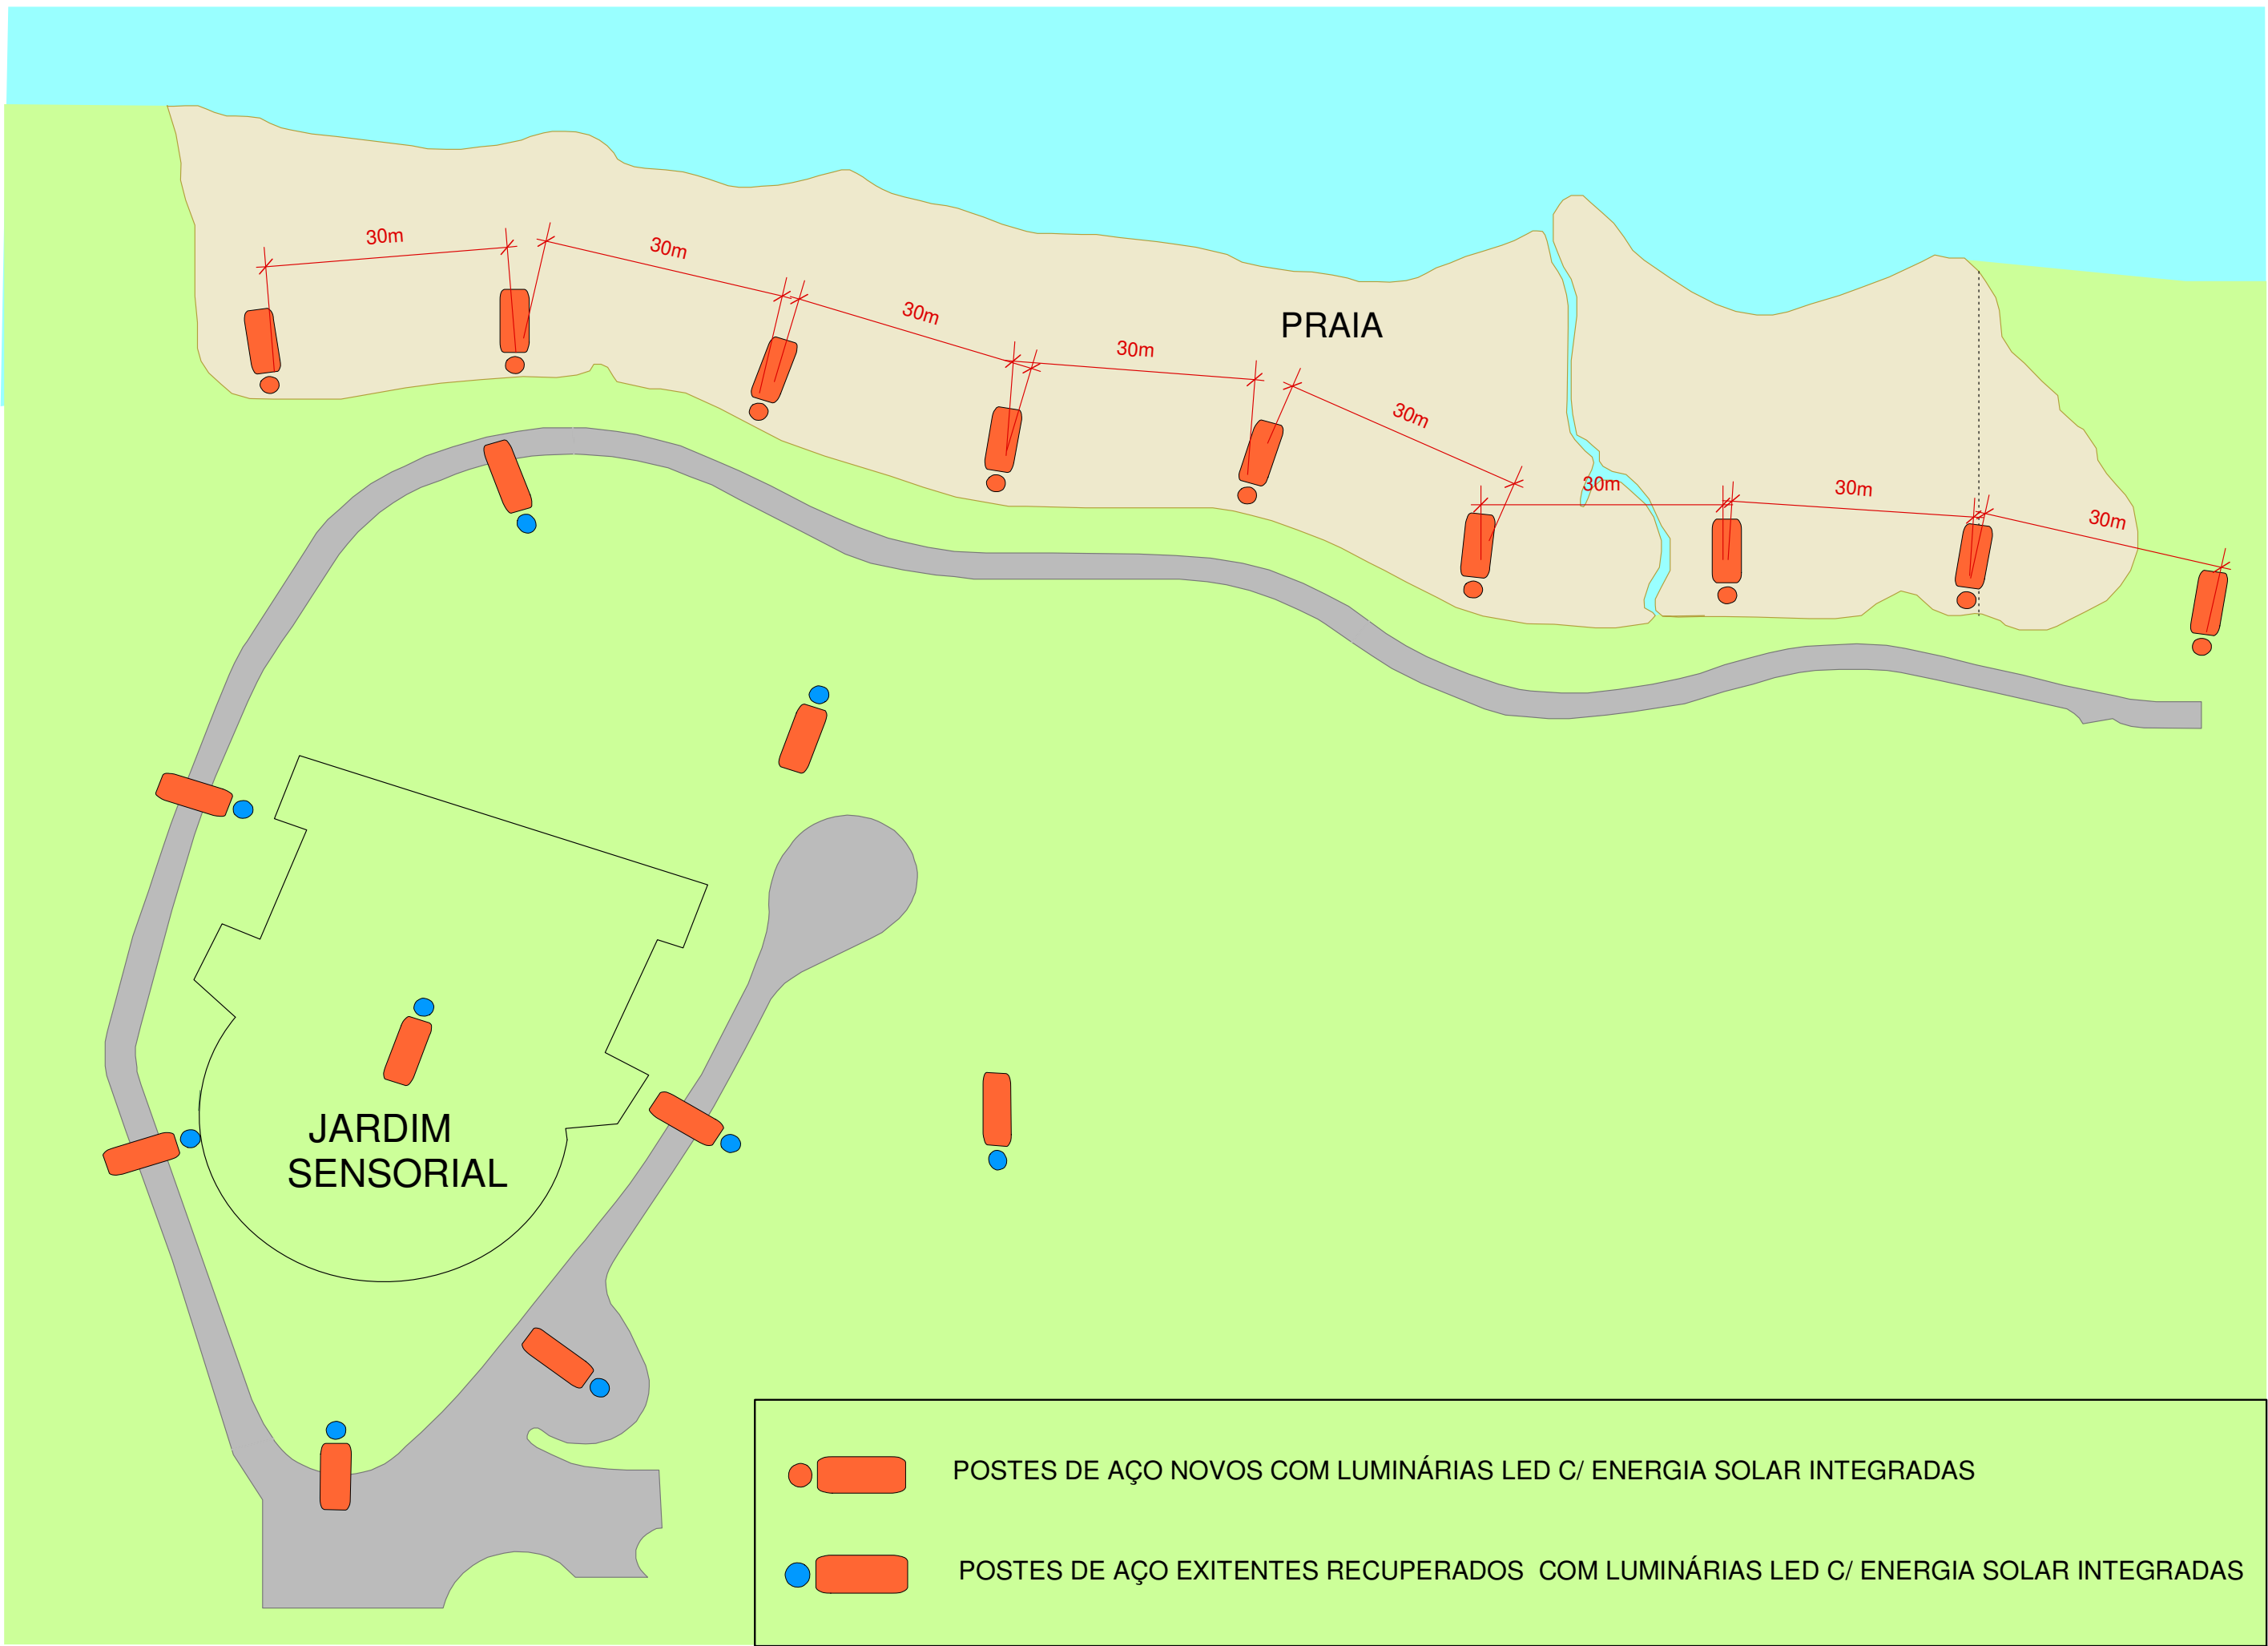 30m
30m
30m
30m
PRAIA
30m
30m
30m
30m
JARDIM
SENSORIAL
POSTES DE AÇO NOVOS COM LUMINÁRIAS LED C/ ENERGIA SOLAR INTEGRADAS
POSTES DE AÇO EXITENTES RECUPERADOS COM LUMINÁRIAS LED C/ ENERGIA SOLAR INTEGRADAS